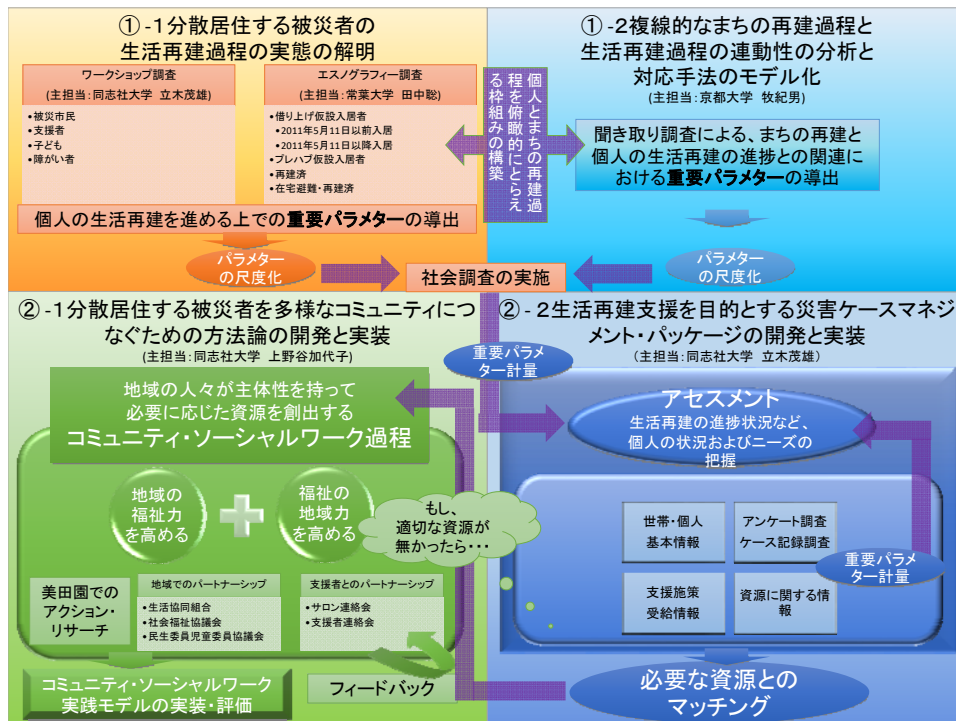 ①-1分散居住する被災者の
生活再建過程の実態の解明
ワークショップ調査
(主担当:同志社大学 立木茂雄)
•被災市民
•支援者
•子ども
•障がい者
エスノグラフィー調査
(主担当:常葉大学 田中聡)
•借り上げ仮設入居者
•2011年5月11日以前入居
•2011年5月11日以降入居
•プレハブ仮設入居者
•再建済
•在宅避難・再建済
個人の生活再建を進める上での重要パラメターの導出
パラメター
の尺度化
個人とまちの再建過
程を俯瞰的にとらえ
る枠組みの構築
①-2複線的なまちの再建過程と
生活再建過程の連動性の分析と
対応手法のモデル化
(主担当:京都大学 牧紀男)
聞き取り調査による、まちの再建と
個人の生活再建の進捗との関連に
おける重要パラメターの導出
パラメター
の尺度化
社会調査の実施
②-1分散居住する被災者を多様なコミュニティにつ
なぐための方法論の開発と実装
(主担当:同志社大学 上野谷加代子)
地域の人々が主体性を持って
必要に応じた資源を創出する
コミュニティ・ソーシャルワーク過程
地域の
福祉力
を高める
福祉の
地域力
を高める
もし、
適切な資源が
無かったら・・・
美田園での
アクション・
リサーチ
地域でのパートナーシップ
•生活協同組合
•社会福祉協議会
•民生委員児童委員協議会
支援者とのパートナーシップ
•サロン連絡会
•支援者連絡会
コミュニティ・ソーシャルワーク
実践モデルの実装・評価
フィードバック
②-2生活再建支援を目的とする災害ケースマネジ
メント・パッケージの開発と実装
(主担当:同志社大学 立木茂雄)
重要パラメ
ター計量
アセスメント
生活再建の進捗状況など、
個人の状況およびニーズの
把握
世帯・個人
基本情報
アンケート調査
ケース記録調査
支援施策
受給情報
資源に関する情
報
重要パラメ
ター計量
必要な資源との
マッチング